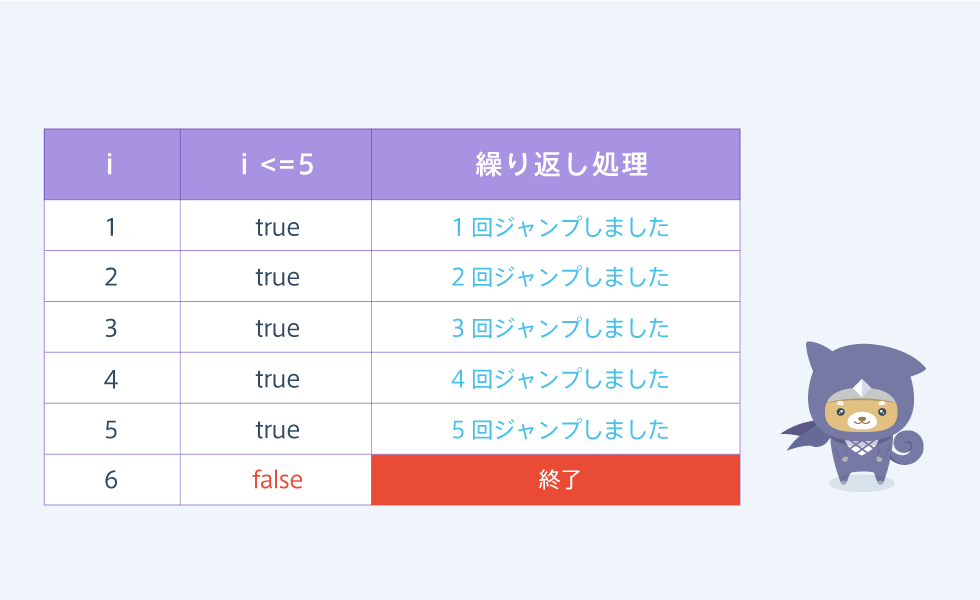 i i <=5 繰り返し処理
1 true 1 回ジャンプしました
2 true 2 回ジャンプしました
3 true 3 回ジャンプしました
4 true 4 回ジャンプしました
5 true 5 回ジャンプしました
6 false 終了